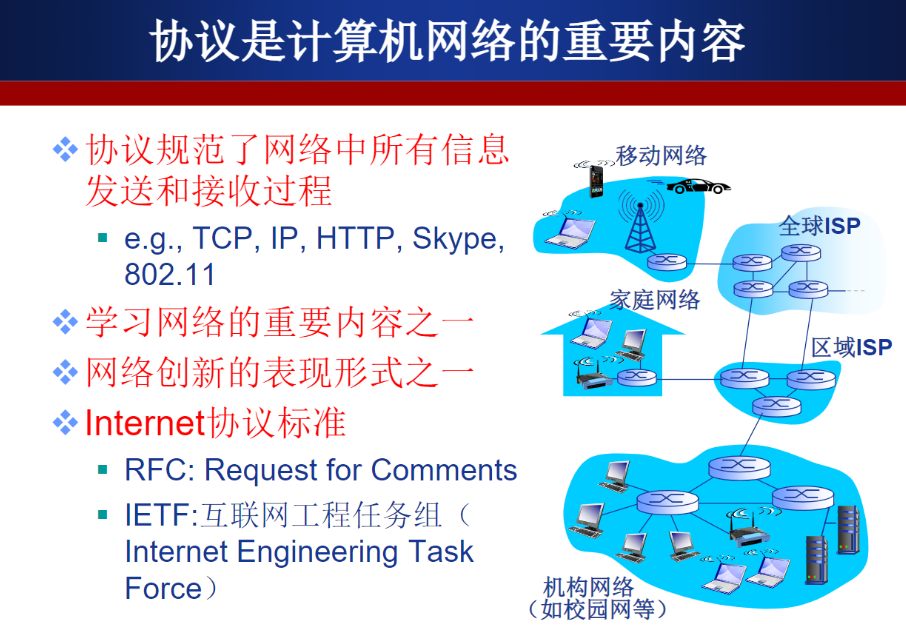 协议是计算机网络的重要内容
协议规范了网络中所有信息
发送和接收过程
e.g., TCP, IP, HTTP, Skype,
802.11
学习网络的重要内容之一
网络创新的表现形式之一
Internet协议标准
RFC: Request for Comments
IETF:互联网工程任务组（
Internet Engineering Task
Force）
移动网络
全球ISP
家庭网络
区域ISP
机构网络
（如校园网等）